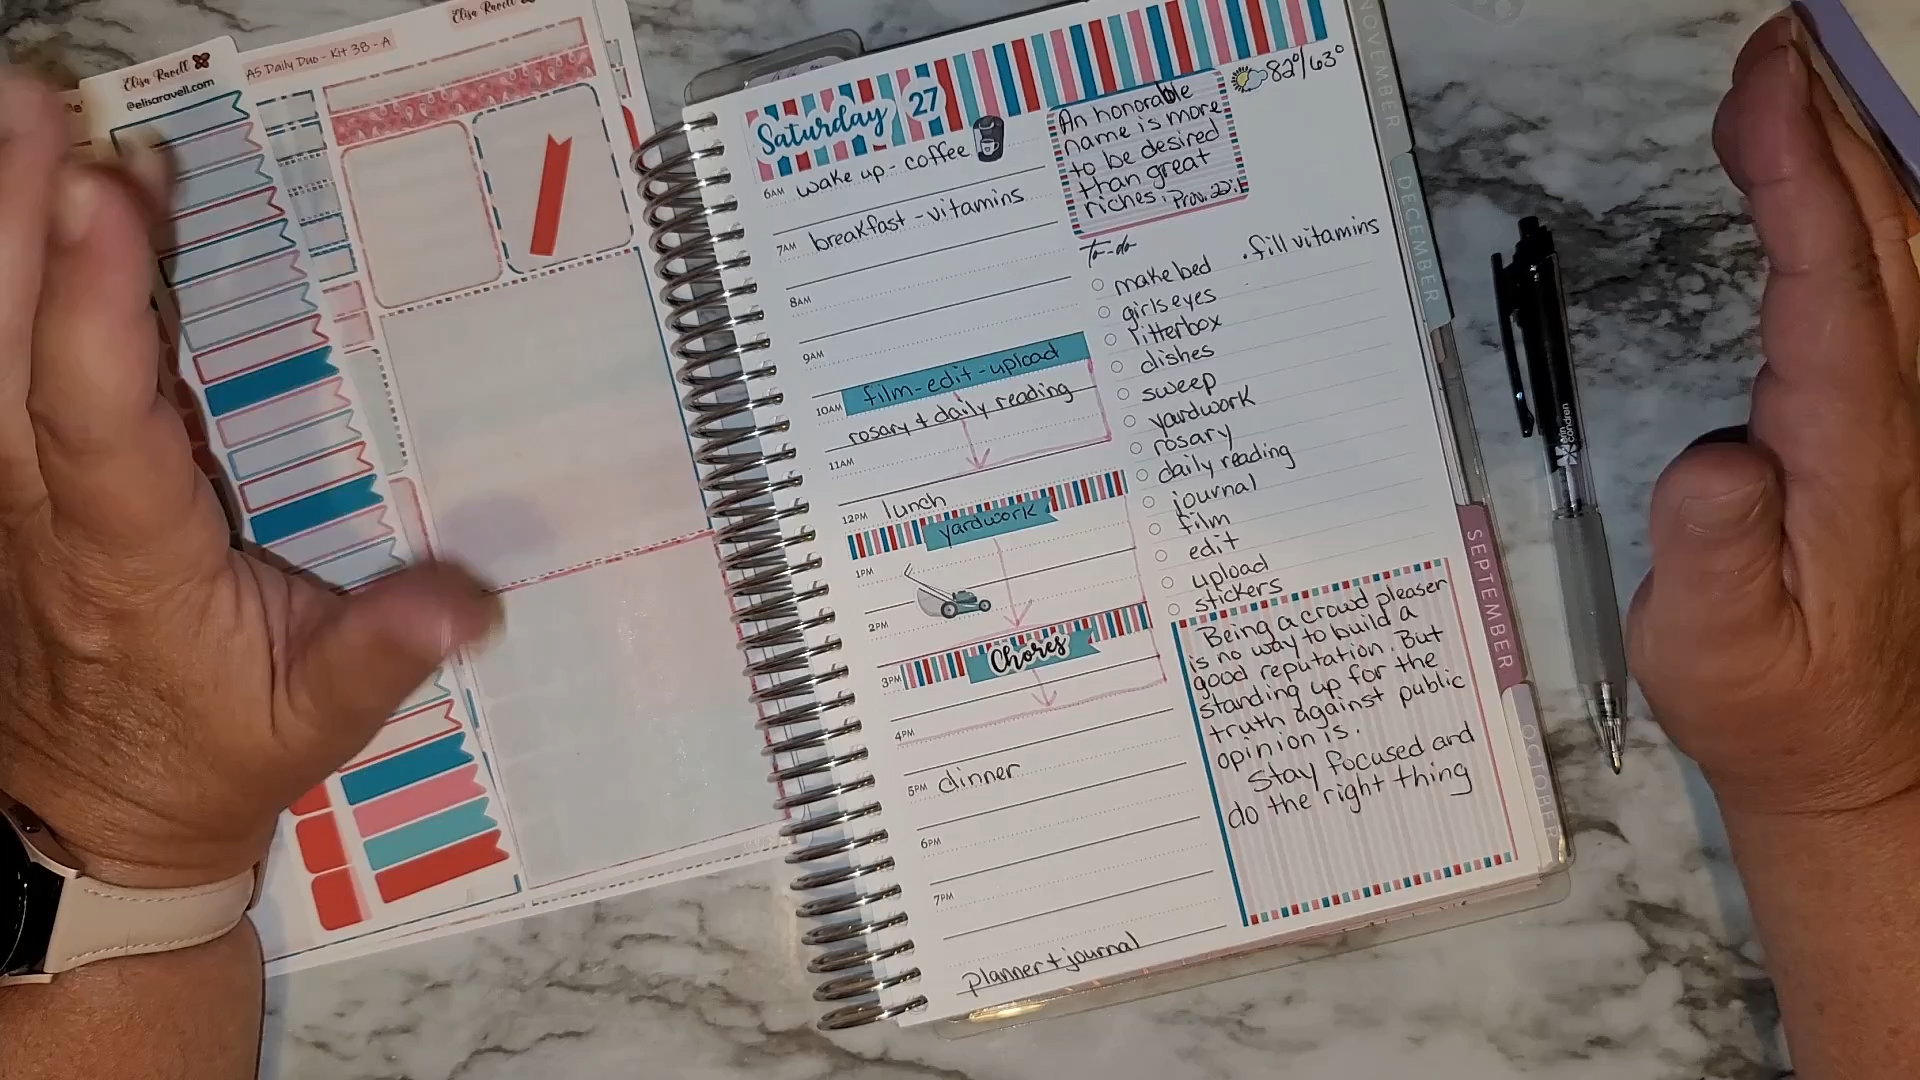 Elisa Ravell
@elisaravell.com
A5 Daily Duo - Kit 38 - A
Elisa Ravell
Saturday 27
82°/63°
An honorable
name is more
to be desired
than great
riches. Prov. 22:1
6AM wake up - coffee
7AM breakfast - vitamins
8AM
9AM
film - edit - upload
10AM
rosary + daily reading
11AM
12PM lunch
yardwork
1PM
2PM
Chores
3PM
4PM
5PM dinner
6PM
7PM
planner + journal
To-do
make bed
. fill vitamins
girls eyes
litterbox
dishes
sweep
yardwork
rosary
daily reading
journal
film
edit
upload
stickers
Being a crowd pleaser
is no way to build a
good reputation. But
standing up for the
truth against public
opinion is.
Stay focused and
do the right thing
NOVEMBER
DECEMBER
SEPTEMBER
OCTOBER
erin condren